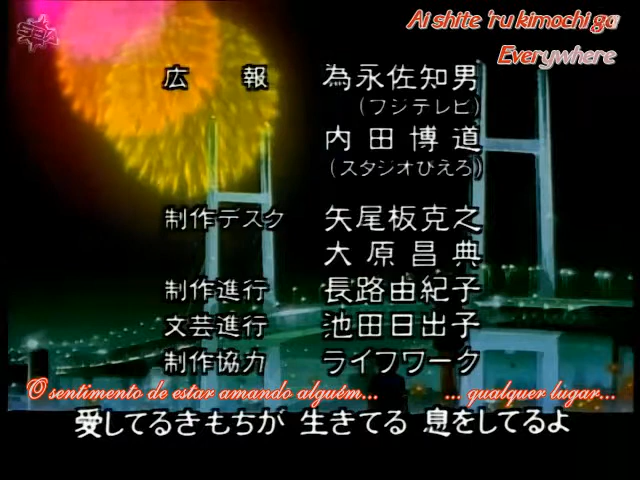 Ai shite 'ru kimochi ga
Everywhere
広 報 為永佐知男
(フジテレビ)
内田博道
(スタジオぴえろ)
制作デスク 矢尾板克之
大原昌典
制作進行 長路由紀子
文芸進行 池田日出子
制作協力 ライフワーク
O sentimento de estar amando alguém... ... qualquer lugar...
愛してるきもちが 生きてる 息をしてるよ